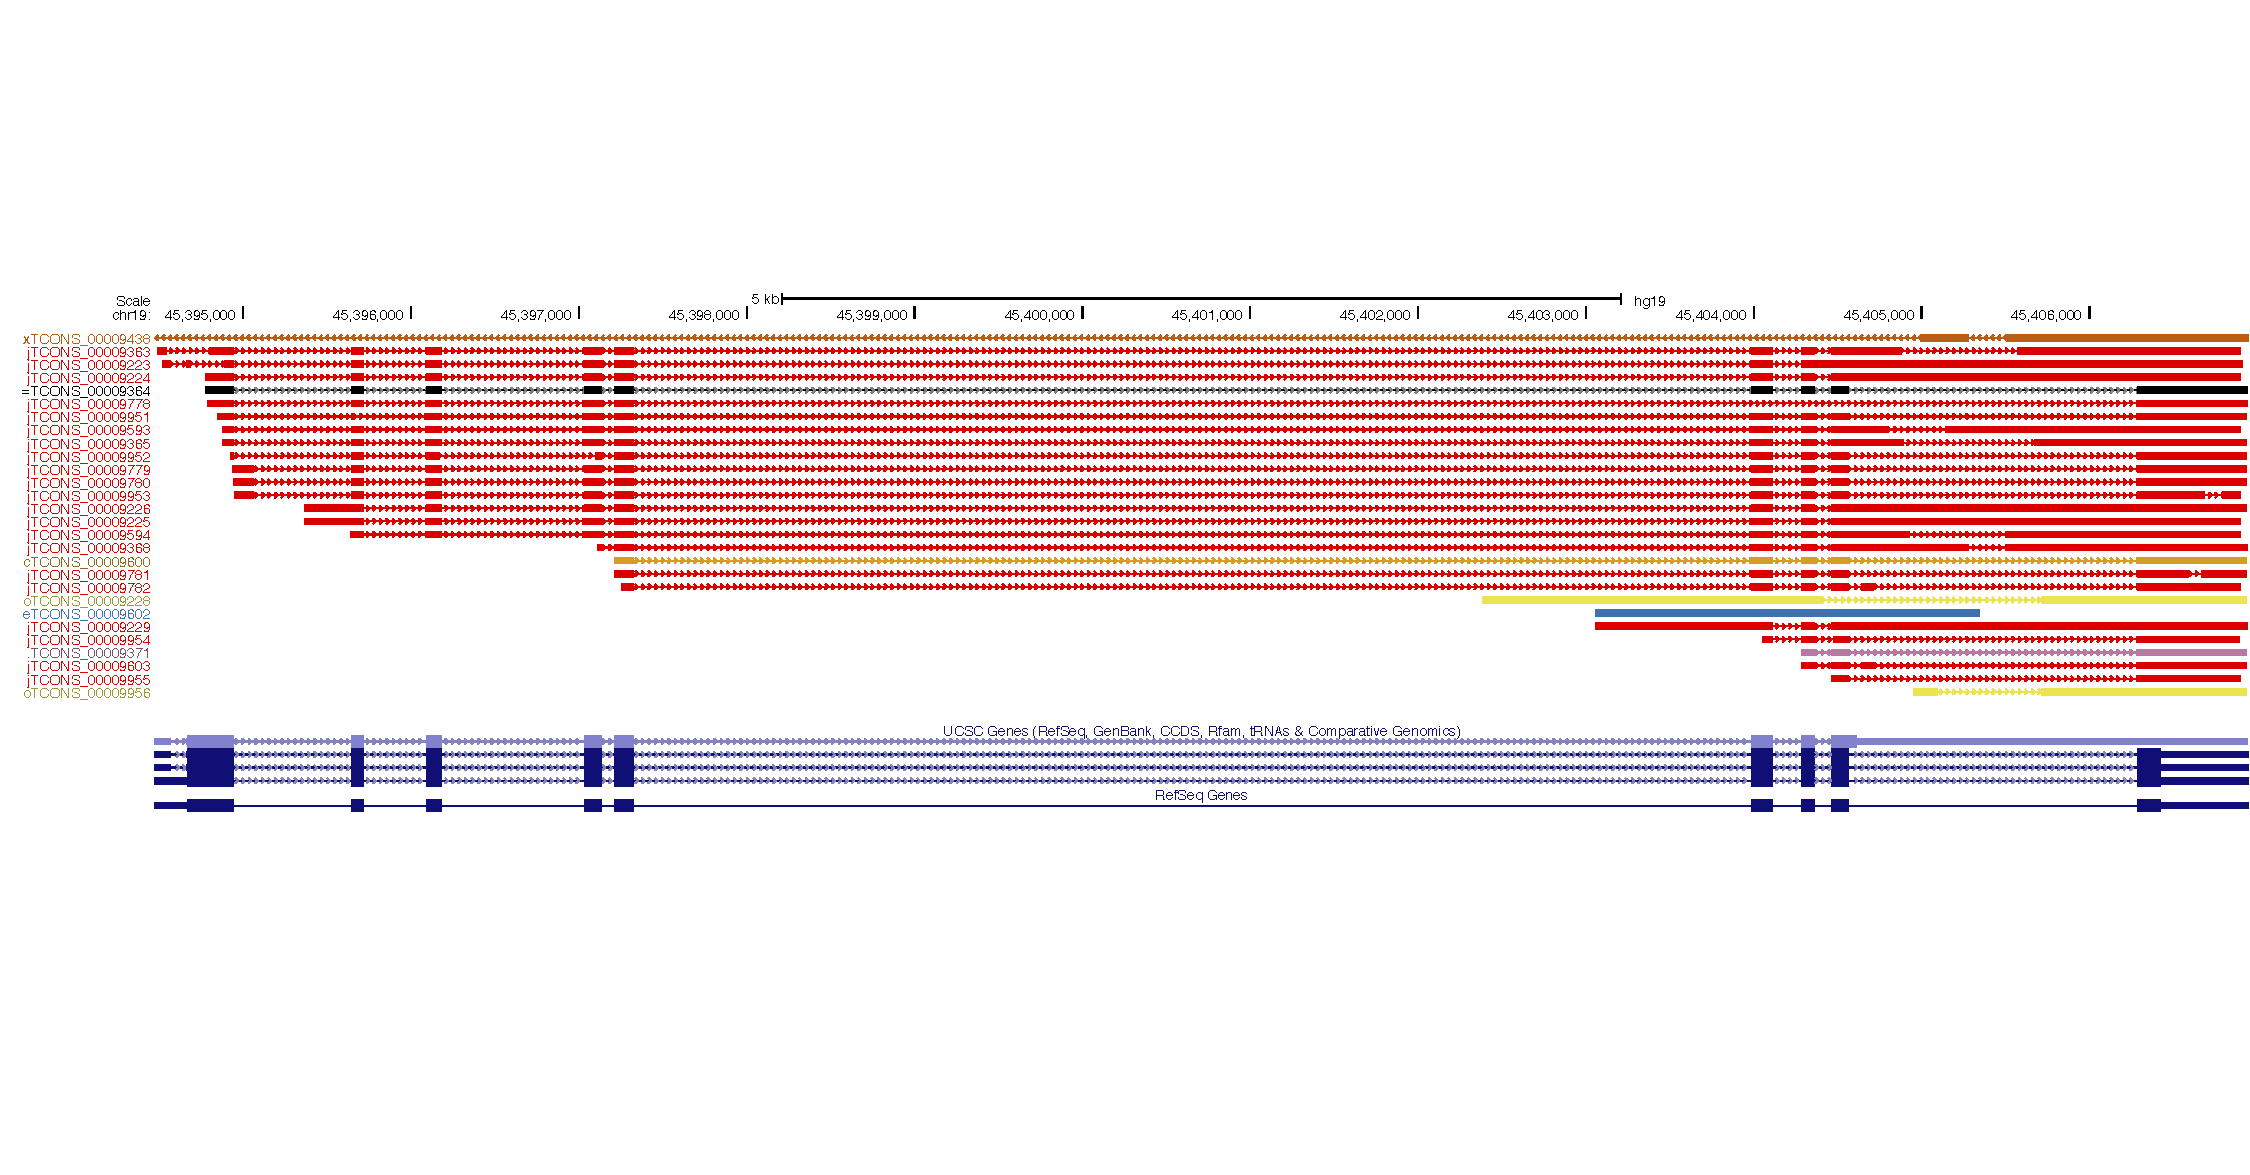 Scale 5 kb hg19
chr19: 45,395,000 45,396,000 45,397,000 45,398,000 45,399,000 45,400,000 45,401,000 45,402,000 45,403,000 45,404,000 45,405,000 45,406,000
xTCONS_00009438
jTCONS_00009363
jTCONS_00009223
jTCONS_00009224
=TCONS_00009364
jTCONS_00009778
jTCONS_00009951
jTCONS_00009593
jTCONS_00009365
jTCONS_00009952
jTCONS_00009779
jTCONS_00009780
jTCONS_00009953
jTCONS_00009226
jTCONS_00009225
jTCONS_00009594
jTCONS_00009368
cTCONS_00009600
jTCONS_00009781
jTCONS_00009782
oTCONS_00009228
eTCONS_00009602
jTCONS_00009229
jTCONS_00009954
.TCONS_00009371
jTCONS_00009603
jTCONS_00009955
oTCONS_00009956
UCSC Genes (RefSeq, GenBank, CCDS, Rfam, tRNAs & Comparative Genomics)
RefSeq Genes